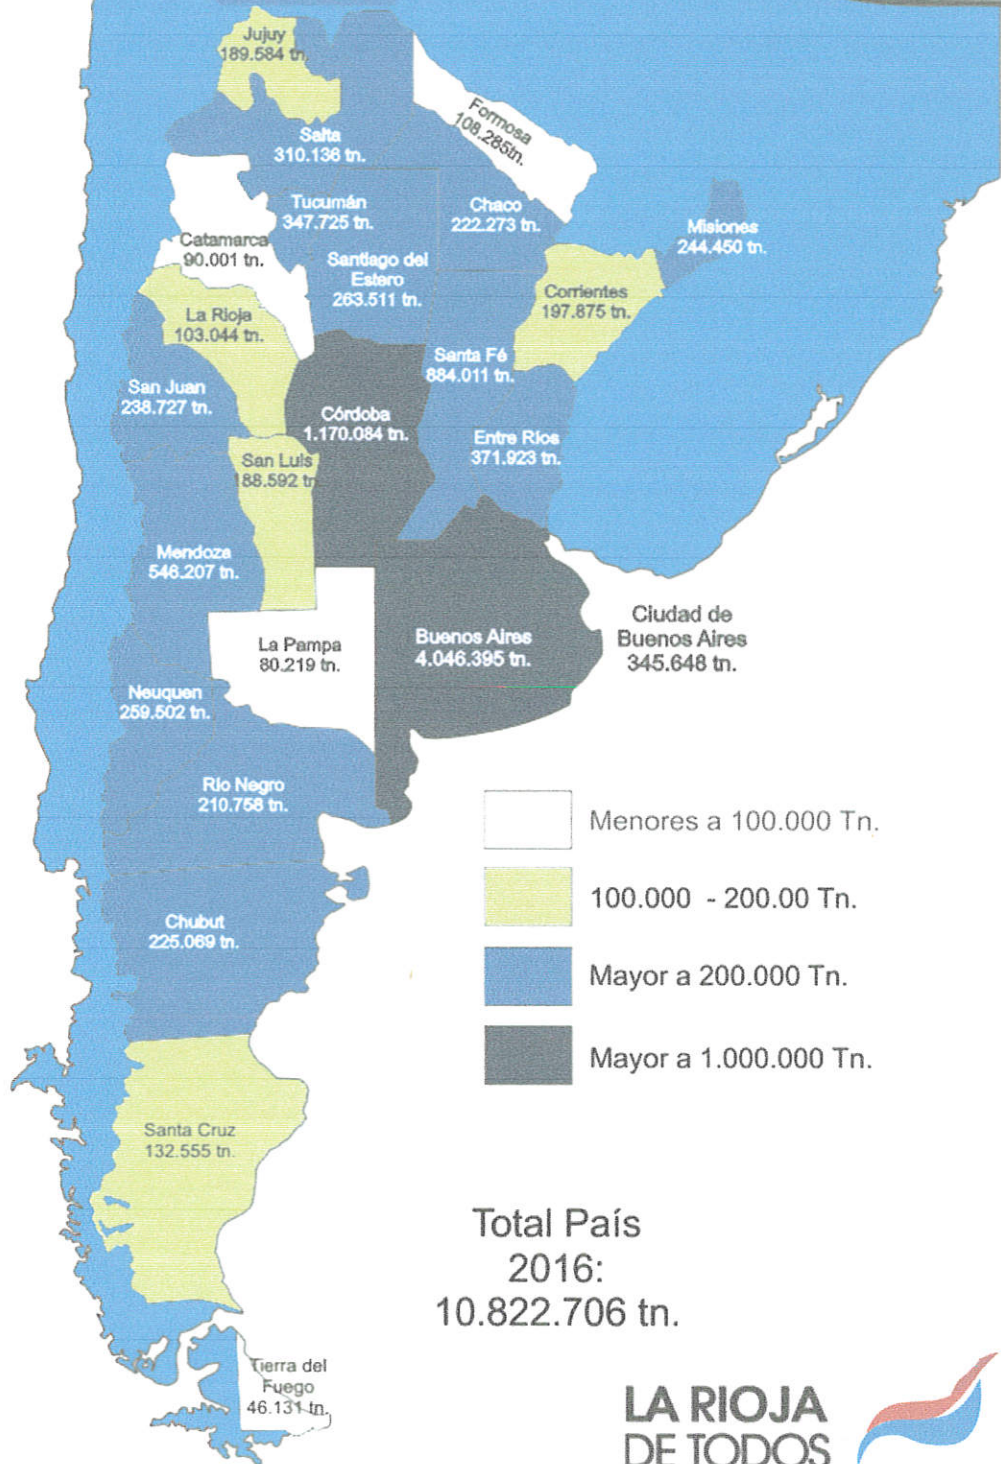 Jujuy
189.584 tn
Formosa
108.285tn.
Salta
310.136 tn.
Tucumán
347.725 tn.
Chaco
222.273 tn.
Misiones
244.450 tn.
Catamarca
90.001 tn.
Santiago del
Estero
263.511 tn.
Corrientes
197.875 tn.
La Rioja
103.044 tn.
Santa Fé
884.011 tn.
San Juan
238.727 tn.
Córdoba
1.170.084 tn.
Entre Rios
371.923 tn.
San Luis
188.592 tn
Mendoza
546.207 tn.
Ciudad de
Buenos Aires
345.648 tn.
La Pampa
80.219 tn.
Buenos Aires
4.046.395 tn.
Neuquen
259.502 tn.
Rio Negro
210.758 tn.
Menores a 100.000 Tn.
100.000 - 200.00 Tn.
Chubut
225.069 tn.
Mayor a 200.000 Tn.
Mayor a 1.000.000 Tn.
Santa Cruz
132.555 tn.
Total País
2016:
10.822.706 tn.
Tierra del
Fuego
46.131 tn.
LA RIOJA
DE TODOS